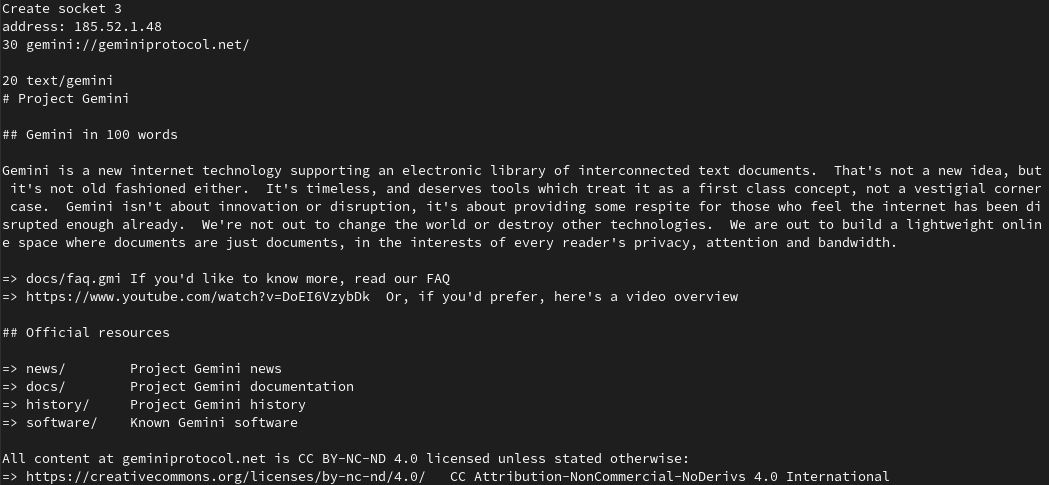 Create socket 3
address: 185.52.1.48
30 gemini://geminiprotocol.net/

20 text/gemini
# Project Gemini

## Gemini in 100 words

Gemini is a new internet technology supporting an electronic library of interconnected text documents.  That's not a new idea, but
 it's not old fashioned either.  It's timeless, and deserves tools which treat it as a first class concept, not a vestigial corner
 case.  Gemini isn't about innovation or disruption, it's about providing some respite for those who feel the internet has been di
srupted enough already.  We're not out to change the world or destroy other technologies.  We are out to build a lightweight onlin
e space where documents are just documents, in the interests of every reader's privacy, attention and bandwidth.

=> docs/faq.gmi If you'd like to know more, read our FAQ
=> https://www.youtube.com/watch?v=DoEI6VzybDk  Or, if you'd prefer, here's a video overview

## Official resources

=> news/        Project Gemini news
=> docs/        Project Gemini documentation
=> history/     Project Gemini history
=> software/    Known Gemini software

All content at geminiprotocol.net is CC BY-NC-ND 4.0 licensed unless stated otherwise:
=> https://creativecommons.org/licenses/by-nc-nd/4.0/   CC Attribution-NonCommercial-NoDerivs 4.0 International